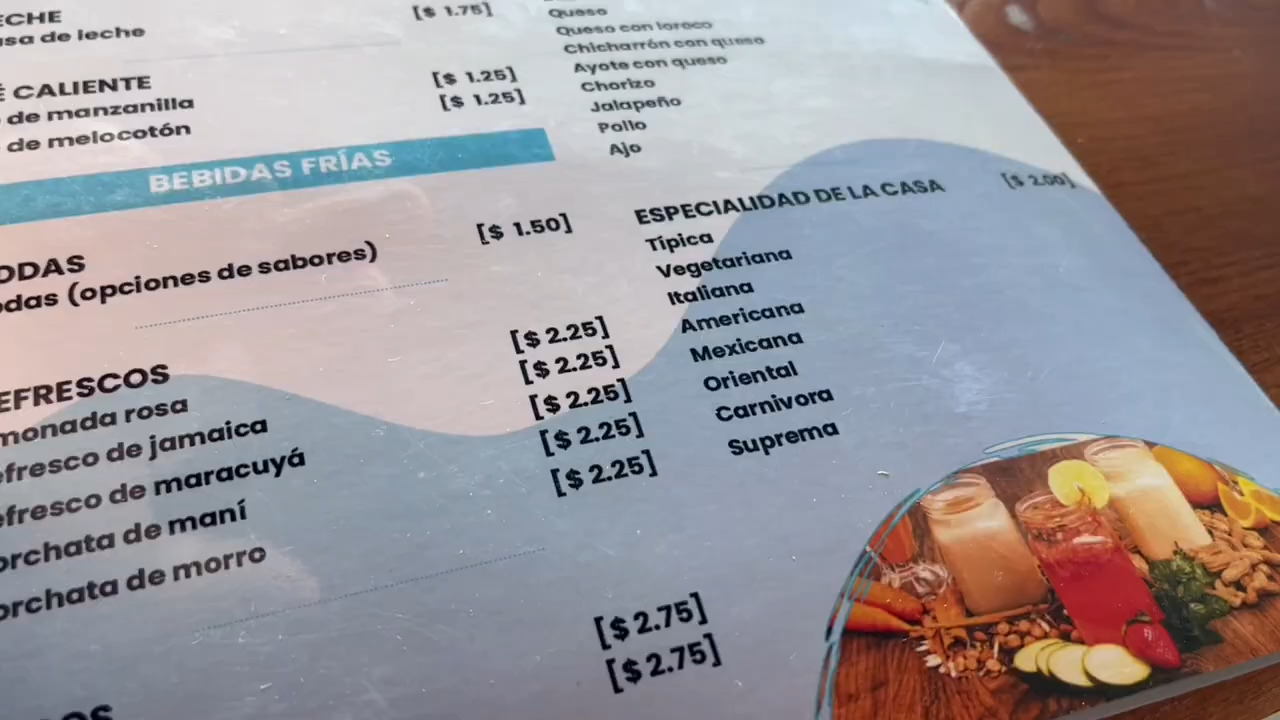 ECHE
asa de leche
[$ 1.75]
É CALIENTE
de manzanilla [$ 1.25]
de melocotón [$ 1.25]
BEBIDAS FRÍAS
ODAS
odas (opciones de sabores) [$ 1.50]
EFRESCOS
monada rosa [$ 2.25]
efresco de jamaica [$ 2.25]
efresco de maracuyá [$ 2.25]
orchata de maní [$ 2.25]
orchata de morro [$ 2.25]
[$ 2.75]
[$ 2.75]
Queso
Queso con loroco
Chicharrón con queso
Ayote con queso
Chorizo
Jalapeño
Pollo
Ajo
ESPECIALIDAD DE LA CASA [$ 2.00]
Típica
Vegetariana
Italiana
Americana
Mexicana
Oriental
Carnivora
Suprema